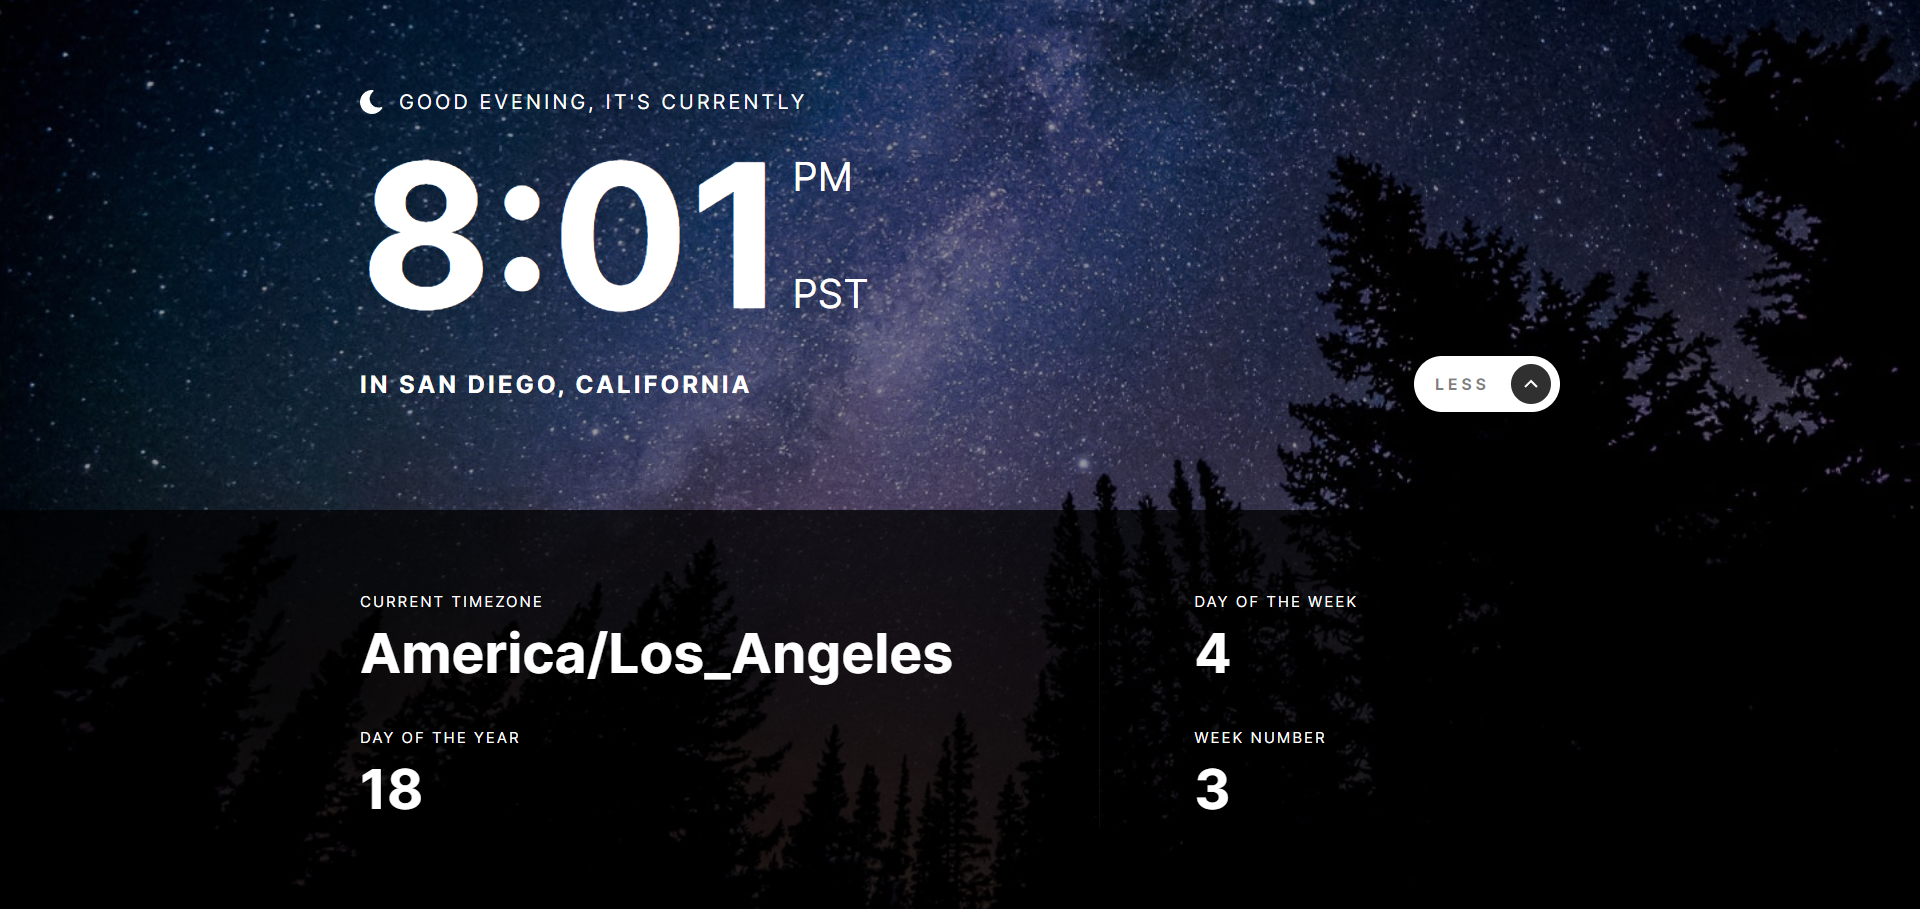 GOOD EVENING, IT'S CURRENTLY
8:01 PM PST
IN SAN DIEGO, CALIFORNIA
LESS
CURRENT TIMEZONE
America/Los_Angeles
DAY OF THE YEAR
18
DAY OF THE WEEK
4
WEEK NUMBER
3